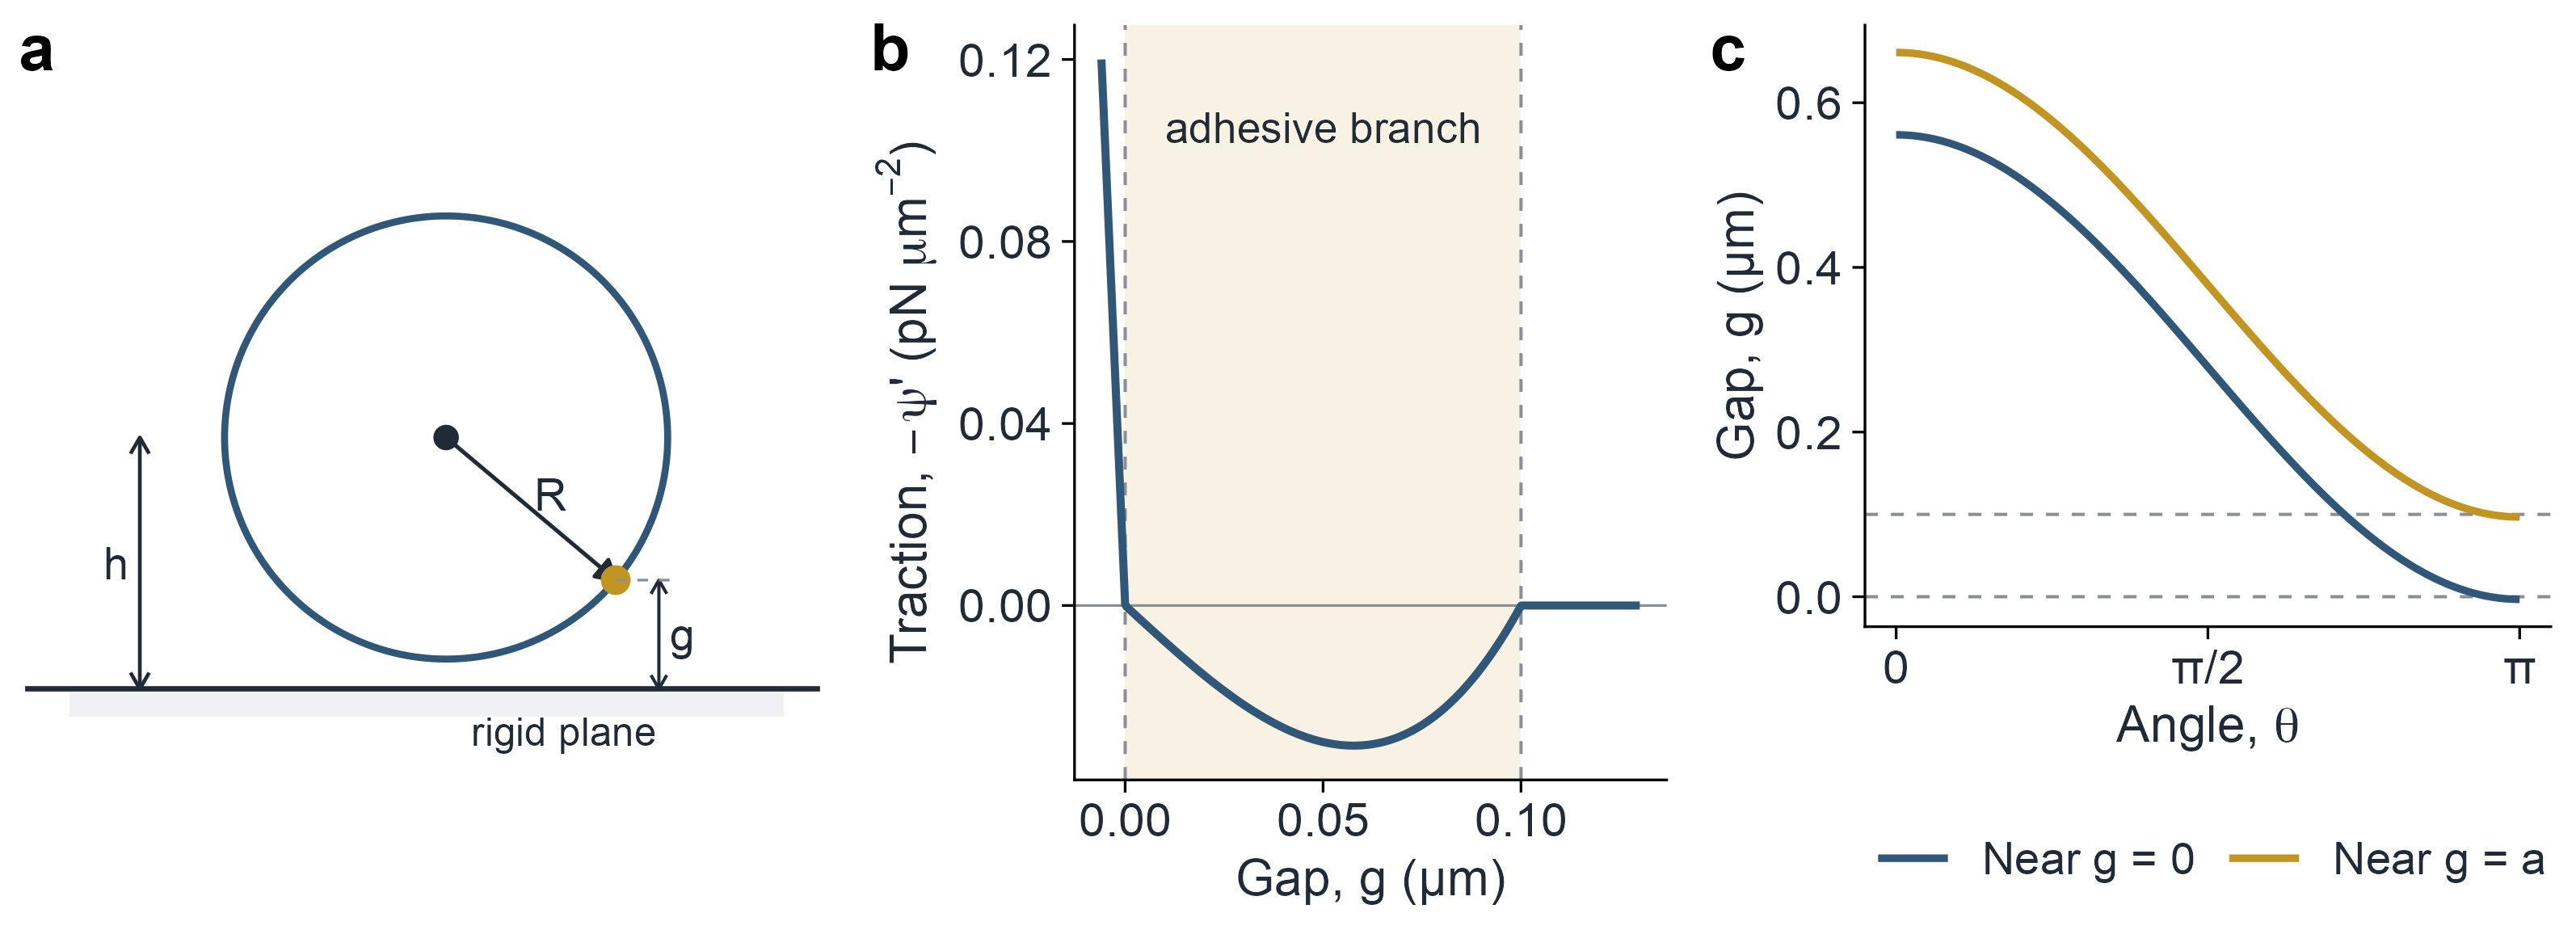 a
h
R
g
rigid plane
b
Traction, −ψ' (pN μm⁻²)
0.12
0.08
0.04
0.00
adhesive branch
0.00 0.05 0.10
Gap, g (μm)
c
Gap, g (μm)
0.6
0.4
0.2
0.0
0 π/2 π
Angle, θ
Near g = 0 Near g = a